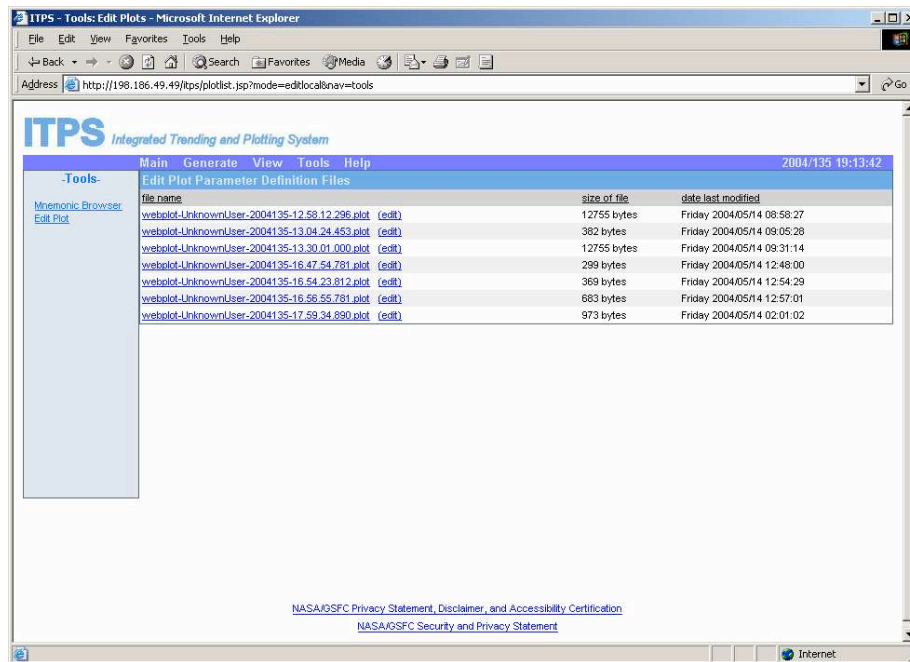 ITPS - Tools: Edit Plots - Microsoft Internet Explorer
File Edit View Favorites Tools Help
Back Search Favorites Media
Address http://198.186.49.49/itps/plotlist.jsp?mode=editlocal&nav=tools Go
ITPS Integrated Trending and Plotting System
Main Generate View Tools Help 2004/135 19:13:42
-Tools- Edit Plot Parameter Definition Files
file name size of file date last modified
Mnemonic Browser
Edit Plot
webplot-UnknownUser-2004135-12.58.12.296.plot (edit) 12755 bytes Friday 2004/05/14 08:58:27
webplot-UnknownUser-2004135-13.04.24.453.plot (edit) 382 bytes Friday 2004/05/14 09:05:28
webplot-UnknownUser-2004135-13.30.01.000.plot (edit) 12755 bytes Friday 2004/05/14 09:31:14
webplot-UnknownUser-2004135-16.47.54.781.plot (edit) 299 bytes Friday 2004/05/14 12:48:00
webplot-UnknownUser-2004135-16.54.23.812.plot (edit) 369 bytes Friday 2004/05/14 12:54:29
webplot-UnknownUser-2004135-16.56.55.781.plot (edit) 683 bytes Friday 2004/05/14 12:57:01
webplot-UnknownUser-2004135-17.59.34.890.plot (edit) 973 bytes Friday 2004/05/14 02:01:02
NASA/GSFC Privacy Statement, Disclaimer, and Accessibility Certification
NASA/GSFC Security and Privacy Statement
Internet